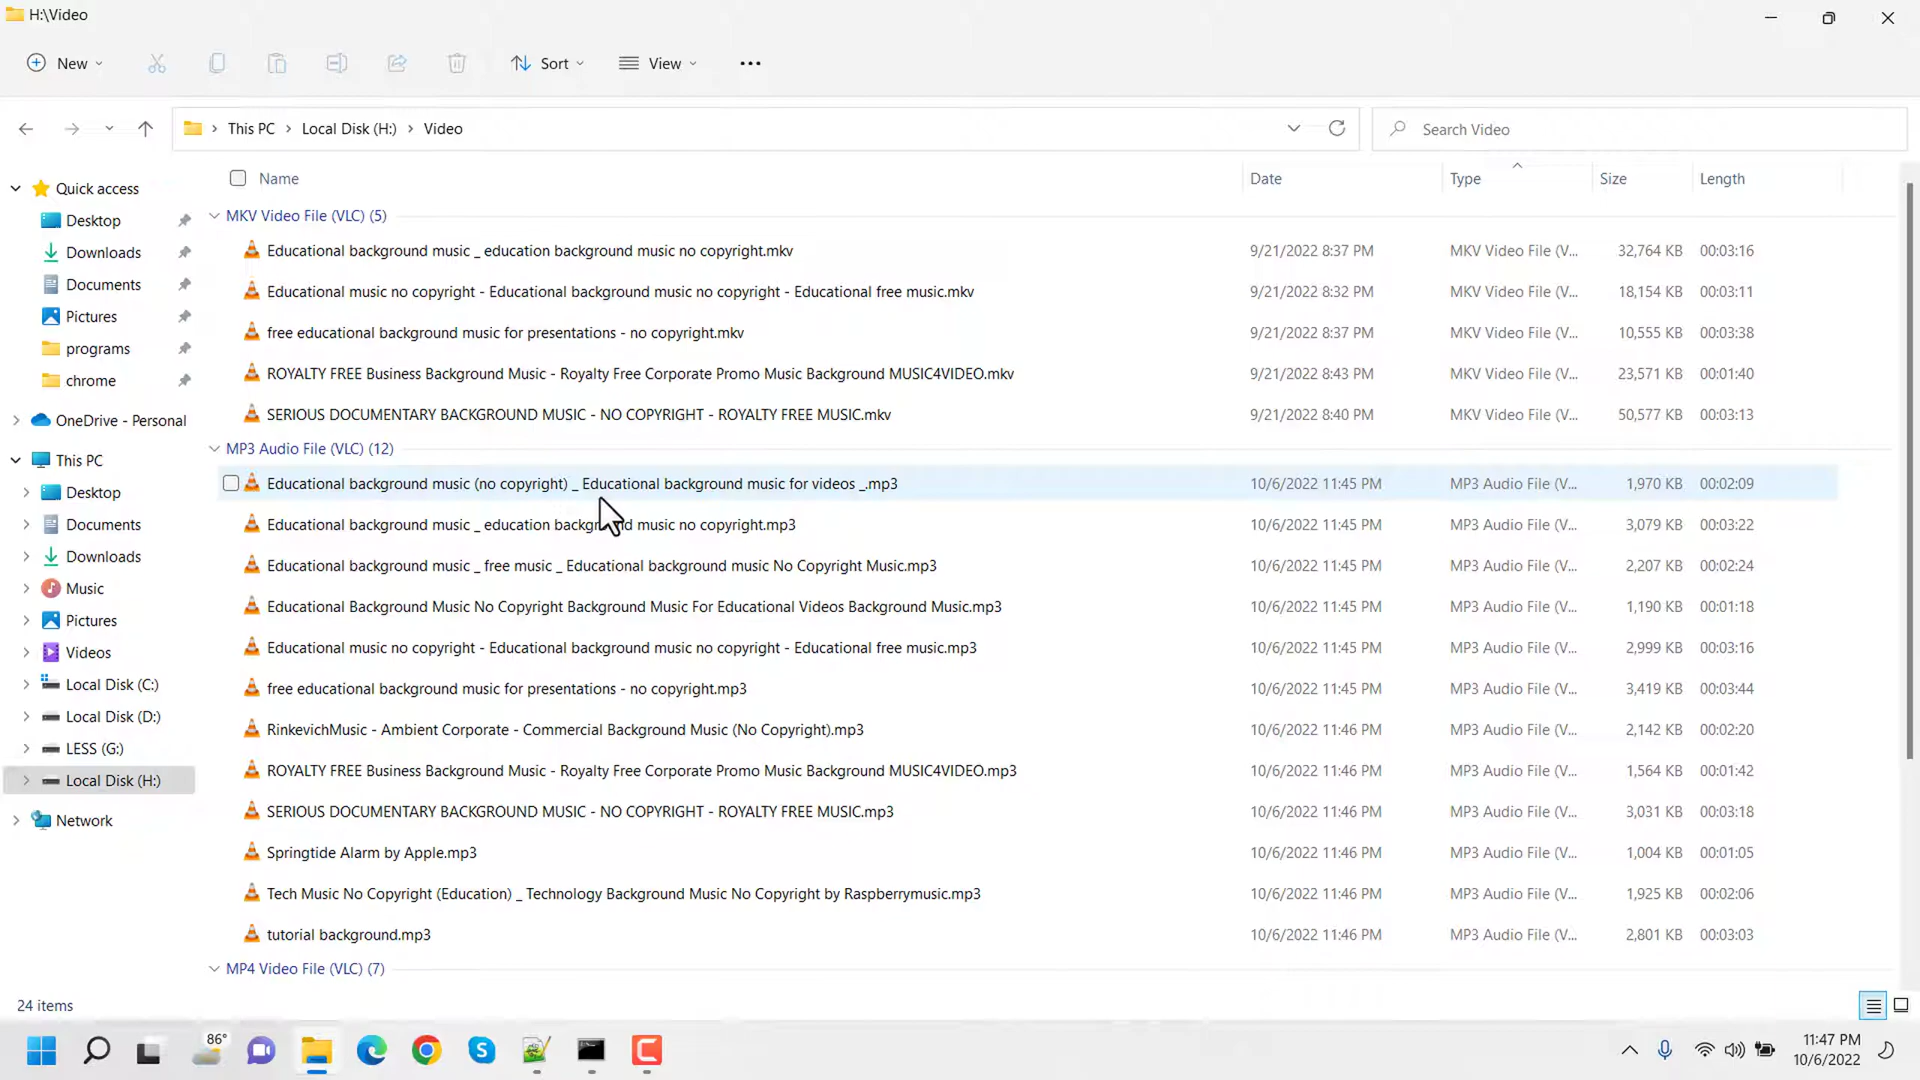 H:\Video
New
Sort
View
This PC > Local Disk (H:) > Video
Search Video
Name Date Type Size Length
Quick access
Desktop
Downloads
Documents
Pictures
programs
chrome
OneDrive - Personal
This PC
Desktop
Documents
Downloads
Music
Pictures
Videos
Local Disk (C:)
Local Disk (D:)
LESS (G:)
Local Disk (H:)
Network
MKV Video File (VLC) (5)
Educational background music _ education background music no copyright.mkv 9/21/2022 8:37 PM MKV Video File (V... 32,764 KB 00:03:16
Educational music no copyright - Educational background music no copyright - Educational free music.mkv 9/21/2022 8:32 PM MKV Video File (V... 18,154 KB 00:03:11
free educational background music for presentations - no copyright.mkv 9/21/2022 8:37 PM MKV Video File (V... 10,555 KB 00:03:38
ROYALTY FREE Business Background Music - Royalty Free Corporate Promo Music Background MUSIC4VIDEO.mkv 9/21/2022 8:43 PM MKV Video File (V... 23,571 KB 00:01:40
SERIOUS DOCUMENTARY BACKGROUND MUSIC - NO COPYRIGHT - ROYALTY FREE MUSIC.mkv 9/21/2022 8:40 PM MKV Video File (V... 50,577 KB 00:03:13
MP3 Audio File (VLC) (12)
Educational background music (no copyright) _ Educational background music for videos _.mp3 10/6/2022 11:45 PM MP3 Audio File (V... 1,970 KB 00:02:09
Educational background music _ education background music no copyright.mp3 10/6/2022 11:45 PM MP3 Audio File (V... 3,079 KB 00:03:22
Educational background music _ free music _ Educational background music No Copyright Music.mp3 10/6/2022 11:45 PM MP3 Audio File (V... 2,207 KB 00:02:24
Educational Background Music No Copyright Background Music For Educational Videos Background Music.mp3 10/6/2022 11:45 PM MP3 Audio File (V... 1,190 KB 00:01:18
Educational music no copyright - Educational background music no copyright - Educational free music.mp3 10/6/2022 11:45 PM MP3 Audio File (V... 2,999 KB 00:03:16
free educational background music for presentations - no copyright.mp3 10/6/2022 11:45 PM MP3 Audio File (V... 3,419 KB 00:03:44
RinkevichMusic - Ambient Corporate - Commercial Background Music (No Copyright).mp3 10/6/2022 11:46 PM MP3 Audio File (V... 2,142 KB 00:02:20
ROYALTY FREE Business Background Music - Royalty Free Corporate Promo Music Background MUSIC4VIDEO.mp3 10/6/2022 11:46 PM MP3 Audio File (V... 1,564 KB 00:01:42
SERIOUS DOCUMENTARY BACKGROUND MUSIC - NO COPYRIGHT - ROYALTY FREE MUSIC.mp3 10/6/2022 11:46 PM MP3 Audio File (V... 3,031 KB 00:03:18
Springtide Alarm by Apple.mp3 10/6/2022 11:46 PM MP3 Audio File (V... 1,004 KB 00:01:05
Tech Music No Copyright (Education) _ Technology Background Music No Copyright by Raspberrymusic.mp3 10/6/2022 11:46 PM MP3 Audio File (V... 1,925 KB 00:02:06
tutorial background.mp3 10/6/2022 11:46 PM MP3 Audio File (V... 2,801 KB 00:03:03
MP4 Video File (VLC) (7)
24 items
86°
11:47 PM
10/6/2022